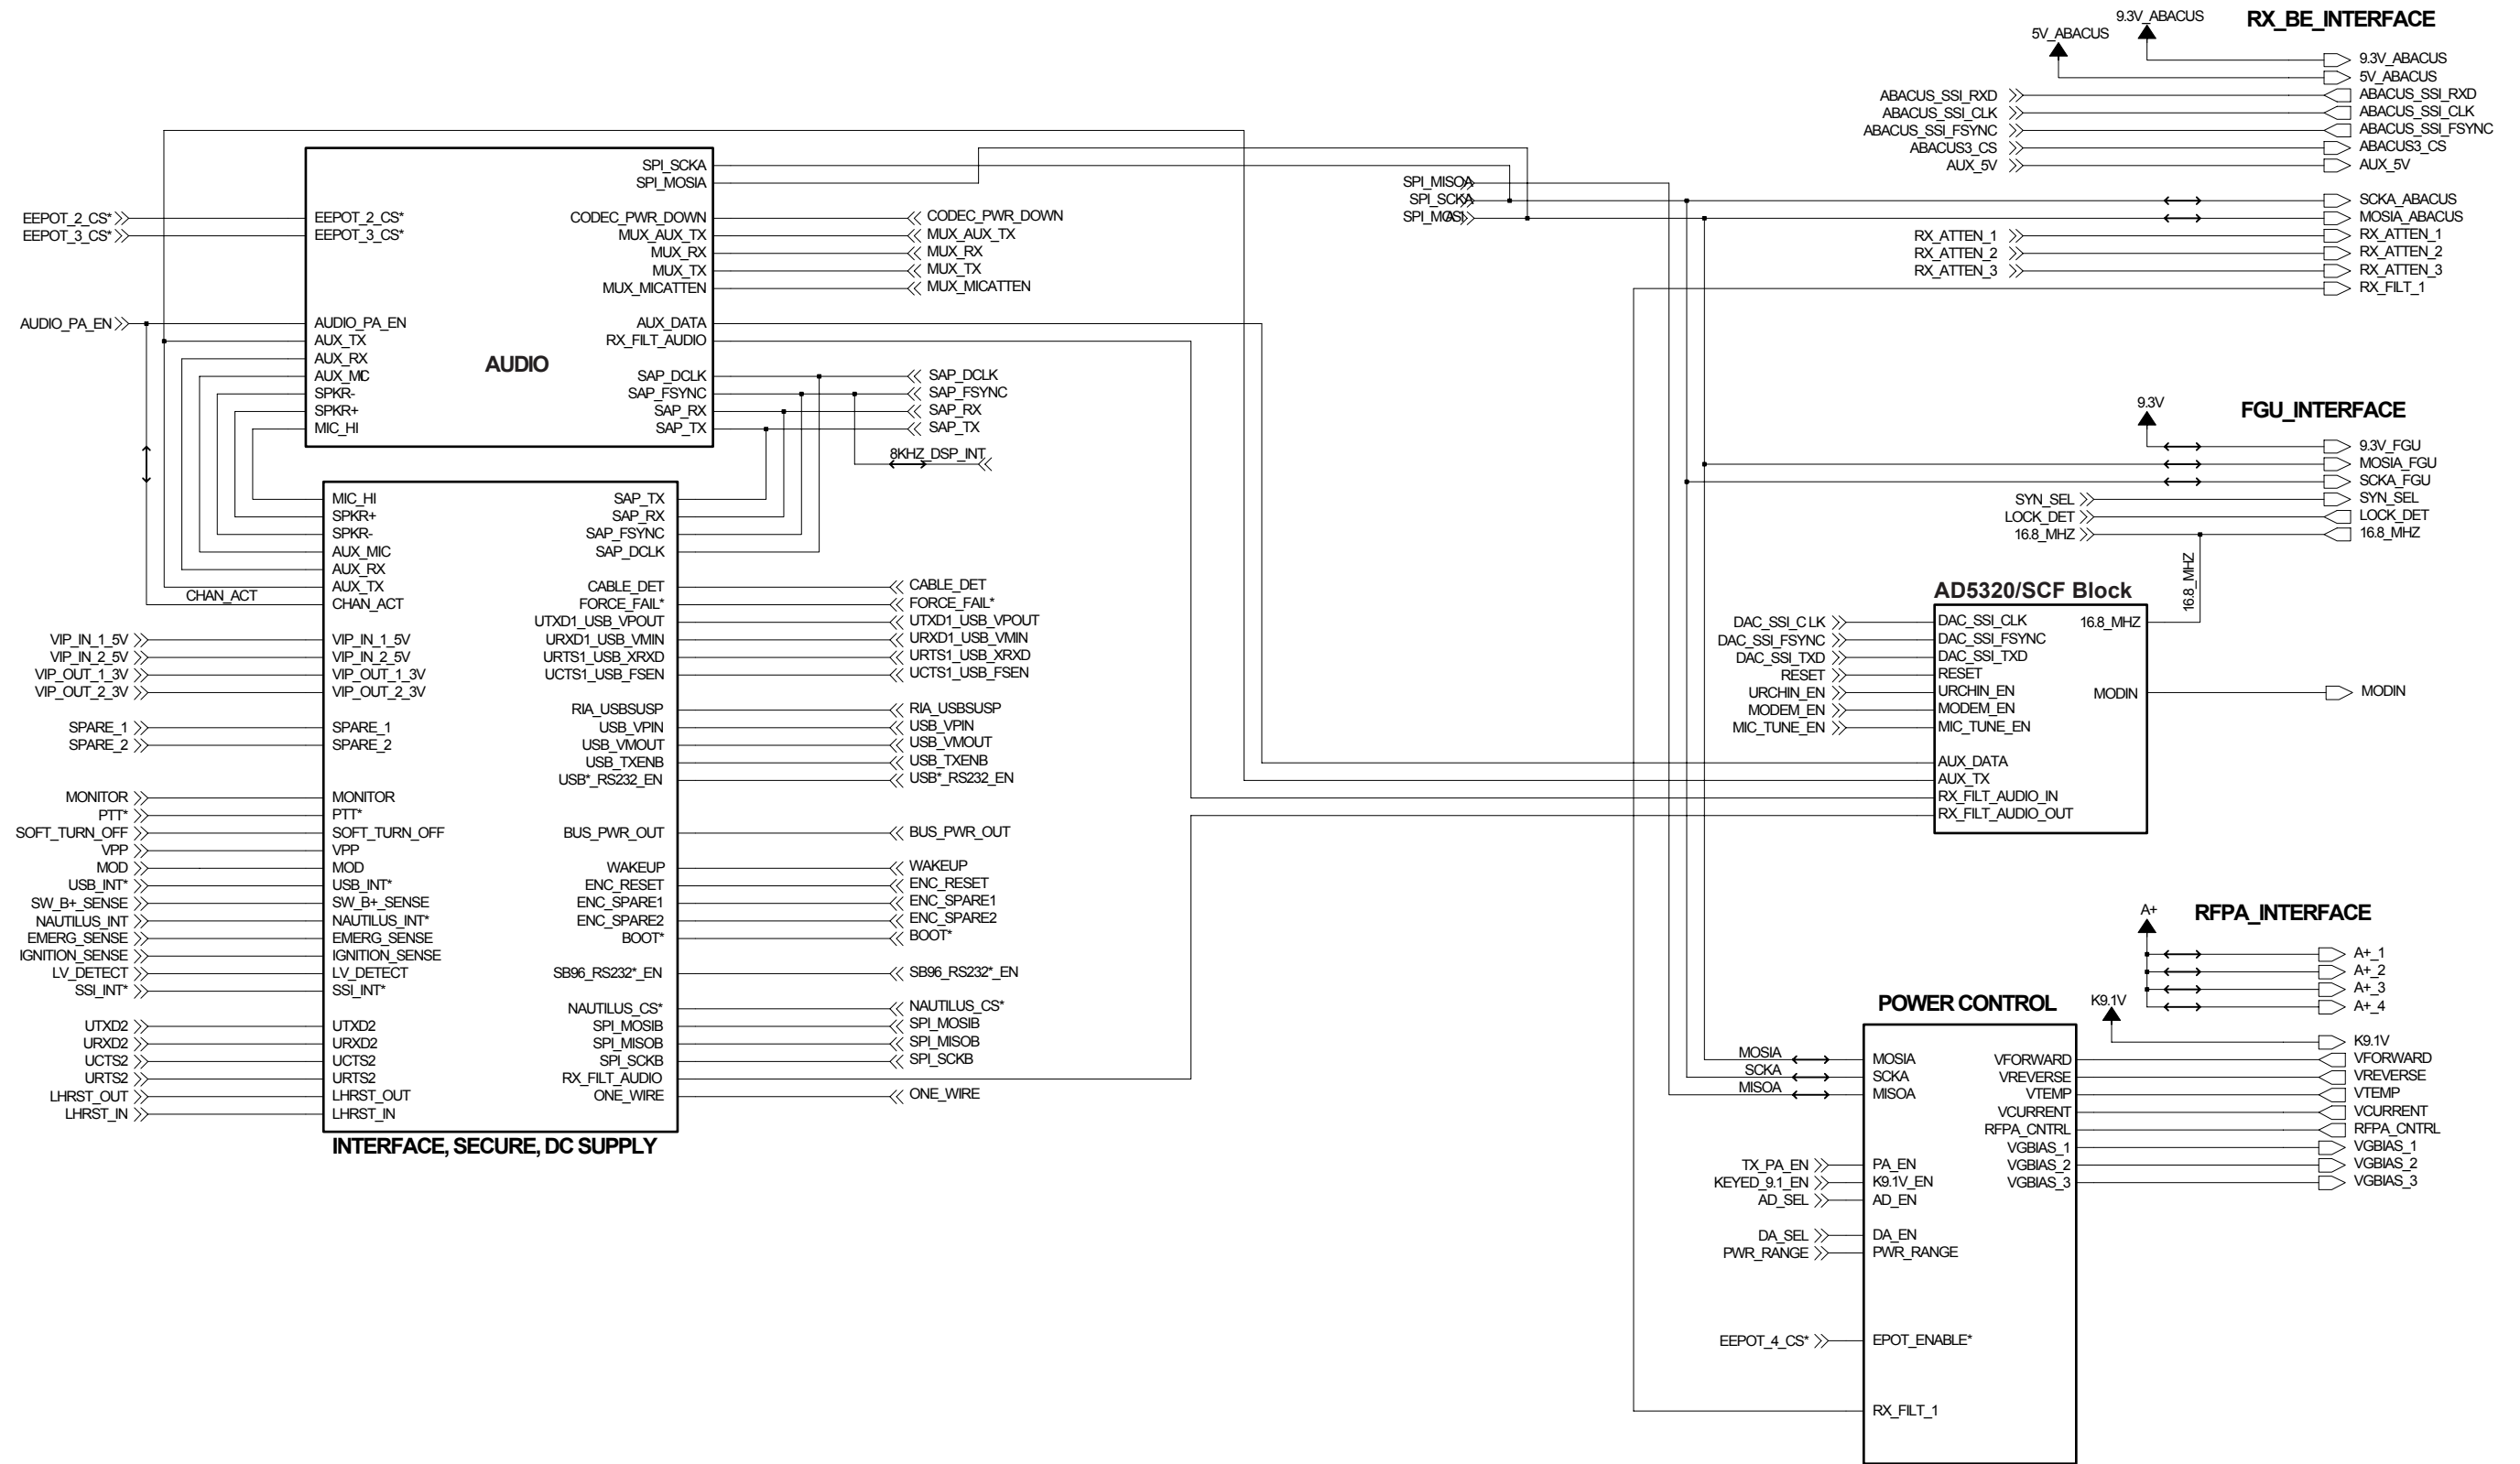 RX_BE_INTERFACE
9.3V_ABACUS
5V_ABACUS
9.3V_ABACUS
5V_ABACUS
ABACUS_SSI_RXD
ABACUS_SSI_RXD
ABACUS_SSI_CLK
ABACUS_SSI_CLK
ABACUS_SSI_FSYNC
ABACUS_SSI_FSYNC
ABACUS3_CS
ABACUS3_CS
AUX_5V
AUX_5V
SPI_MISOA
SPI_SCKA
SCKA_ABACUS
SPI_MOSIA
MOSIA_ABACUS
RX_ATTEN_1
RX_ATTEN_1
RX_ATTEN_2
RX_ATTEN_2
RX_ATTEN_3
RX_ATTEN_3
RX_FILT_1
SPI_SCKA
SPI_MOSIA
EEPOT_2_CS*
EEPOT_2_CS*
CODEC_PWR_DOWN
CODEC_PWR_DOWN
EEPOT_3_CS*
EEPOT_3_CS*
MUX_AUX_TX
MUX_AUX_TX
MUX_RX
MUX_RX
MUX_TX
MUX_TX
MUX_MICATTEN
MUX_MICATTEN
AUDIO_PA_EN
AUDIO_PA_EN
AUX_DATA
AUX_TX
RX_FILT_AUDIO
AUX_RX
AUDIO
AUX_MIC
SAP_DCLK
SAP_DCLK
SPKR-
SAP_FSYNC
SAP_FSYNC
SPKR+
SAP_RX
SAP_RX
MIC_HI
SAP_TX
SAP_TX
8KHZ_DSP_INT
MIC_HI
SAP_TX
SPKR+
SAP_RX
SPKR-
SAP_FSYNC
AUX_MIC
SAP_DCLK
AUX_RX
AUX_TX
CABLE_DET
CABLE_DET
CHAN_ACT
CHAN_ACT
FORCE_FAIL*
FORCE_FAIL*
UTXD1_USB_VPOUT
UTXD1_USB_VPOUT
VIP_IN_1_5V
VIP_IN_1_5V
URXD1_USB_VMIN
URXD1_USB_VMIN
VIP_IN_2_5V
VIP_IN_2_5V
URTS1_USB_XRXD
URTS1_USB_XRXD
VIP_OUT_1_3V
VIP_OUT_1_3V
UCTS1_USB_FSEN
UCTS1_USB_FSEN
VIP_OUT_2_3V
VIP_OUT_2_3V
RIA_USBSUSP
RIA_USBSUSP
SPARE_1
SPARE_1
USB_VPIN
USB_VPIN
SPARE_2
SPARE_2
USB_VMOUT
USB_VMOUT
USB_TXENB
USB_TXENB
USB*_RS232_EN
USB*_RS232_EN
MONITOR
MONITOR
PTT*
PTT*
SOFT_TURN_OFF
SOFT_TURN_OFF
BUS_PWR_OUT
BUS_PWR_OUT
VPP
VPP
MOD
MOD
WAKEUP
WAKEUP
USB_INT*
USB_INT*
ENC_RESET
ENC_RESET
SW_B+_SENSE
SW_B+_SENSE
ENC_SPARE1
ENC_SPARE1
NAUTILUS_INT
NAUTILUS_INT*
ENC_SPARE2
ENC_SPARE2
EMERG_SENSE
EMERG_SENSE
BOOT*
BOOT*
IGNITION_SENSE
IGNITION_SENSE
LV_DETECT
LV_DETECT
SB96_RS232*_EN
SB96_RS232*_EN
SSI_INT*
SSI_INT*
NAUTILUS_CS*
NAUTILUS_CS*
UTXD2
UTXD2
SPI_MOSIB
SPI_MOSIB
URXD2
URXD2
SPI_MISOB
SPI_MISOB
UCTS2
UCTS2
SPI_SCKB
SPI_SCKB
URTS2
URTS2
RX_FILT_AUDIO
LHRST_OUT
LHRST_OUT
ONE_WIRE
ONE_WIRE
LHRST_IN
LHRST_IN
INTERFACE, SECURE, DC SUPPLY
9.3V
FGU_INTERFACE
9.3V_FGU
MOSIA_FGU
SCKA_FGU
SYN_SEL
SYN_SEL
LOCK_DET
LOCK_DET
16.8_MHZ
16.8_MHZ
16.8_MHZ
AD5320/SCF Block
DAC_SSI_CLK
DAC_SSI_CLK
16.8_MHZ
DAC_SSI_FSYNC
DAC_SSI_FSYNC
DAC_SSI_TXD
DAC_SSI_TXD
RESET
RESET
URCHIN_EN
URCHIN_EN
MODIN
MODIN
MODEM_EN
MODEM_EN
MIC_TUNE_EN
MIC_TUNE_EN
AUX_DATA
AUX_TX
RX_FILT_AUDIO_IN
RX_FILT_AUDIO_OUT
A+
RFPA_INTERFACE
A+_1
A+_2
A+_3
A+_4
POWER CONTROL
K9.1V
K9.1V
MOSIA
MOSIA
VFORWARD
VFORWARD
SCKA
SCKA
VREVERSE
VREVERSE
MISOA
MISOA
VTEMP
VTEMP
VCURRENT
VCURRENT
RFPA_CNTRL
RFPA_CNTRL
VGBIAS_1
VGBIAS_1
TX_PA_EN
PA_EN
VGBIAS_2
VGBIAS_2
KEYED_9.1_EN
K9.1V_EN
VGBIAS_3
VGBIAS_3
AD_SEL
AD_EN
DA_SEL
DA_EN
PWR_RANGE
PWR_RANGE
EEPOT_4_CS*
EPOT_ENABLE*
RX_FILT_1